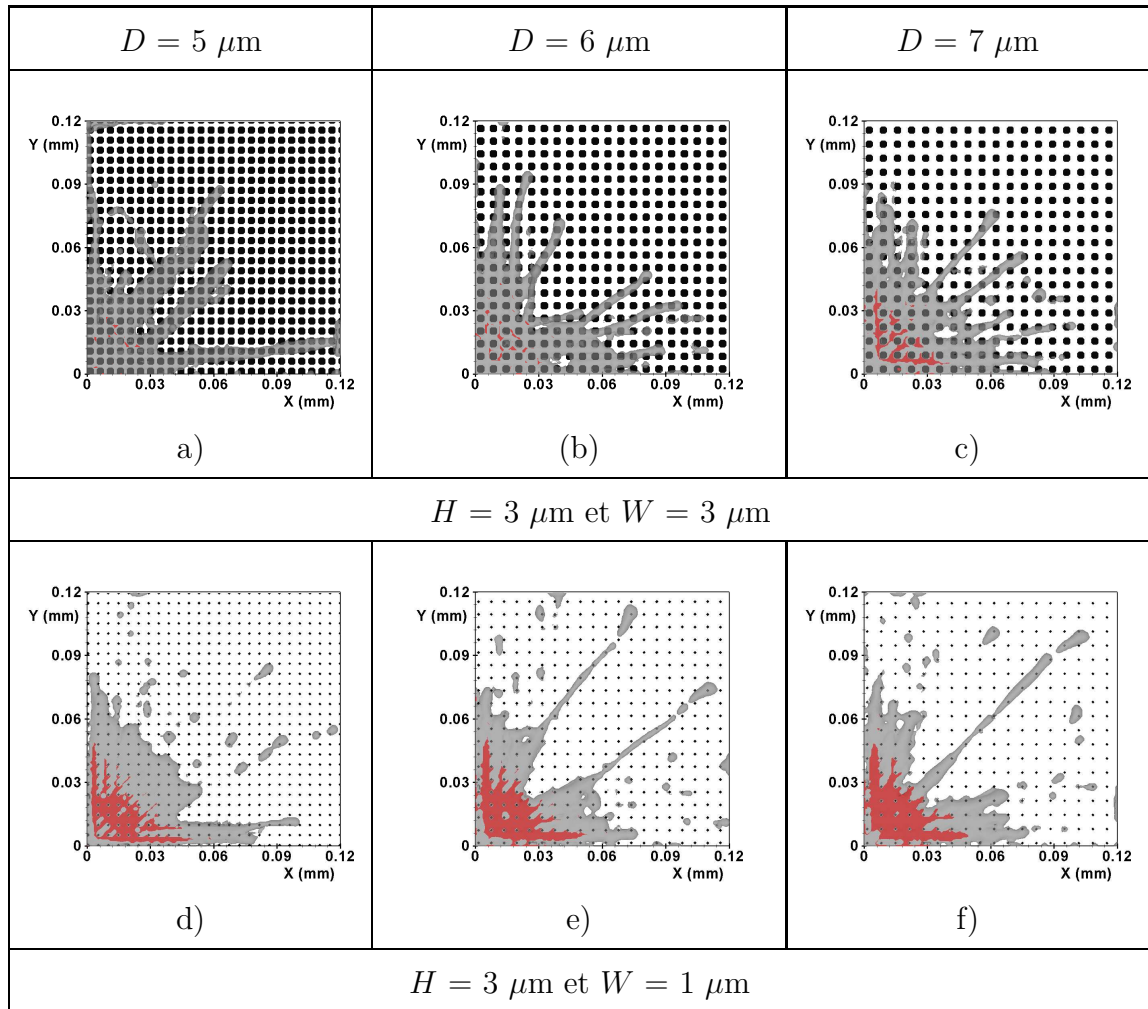 D = 5 μm
D = 6 μm
D = 7 μm
0.12
Y (mm)
0.09
0.06
0.03
0
0 0.03 0.06 0.09 0.12
X (mm)
a)
0.12
Y (mm)
0.09
0.06
0.03
0
0 0.03 0.06 0.09 0.12
X (mm)
(b)
0.12
Y (mm)
0.09
0.06
0.03
0
0 0.03 0.06 0.09 0.12
X (mm)
c)
H = 3 μm et W = 3 μm
0.12
Y (mm)
0.09
0.06
0.03
0
0 0.03 0.06 0.09 0.12
X (mm)
d)
0.12
Y (mm)
0.09
0.06
0.03
0
0 0.03 0.06 0.09 0.12
X (mm)
e)
0.12
Y (mm)
0.09
0.06
0.03
0
0 0.03 0.06 0.09 0.12
X (mm)
f)
H = 3 μm et W = 1 μm